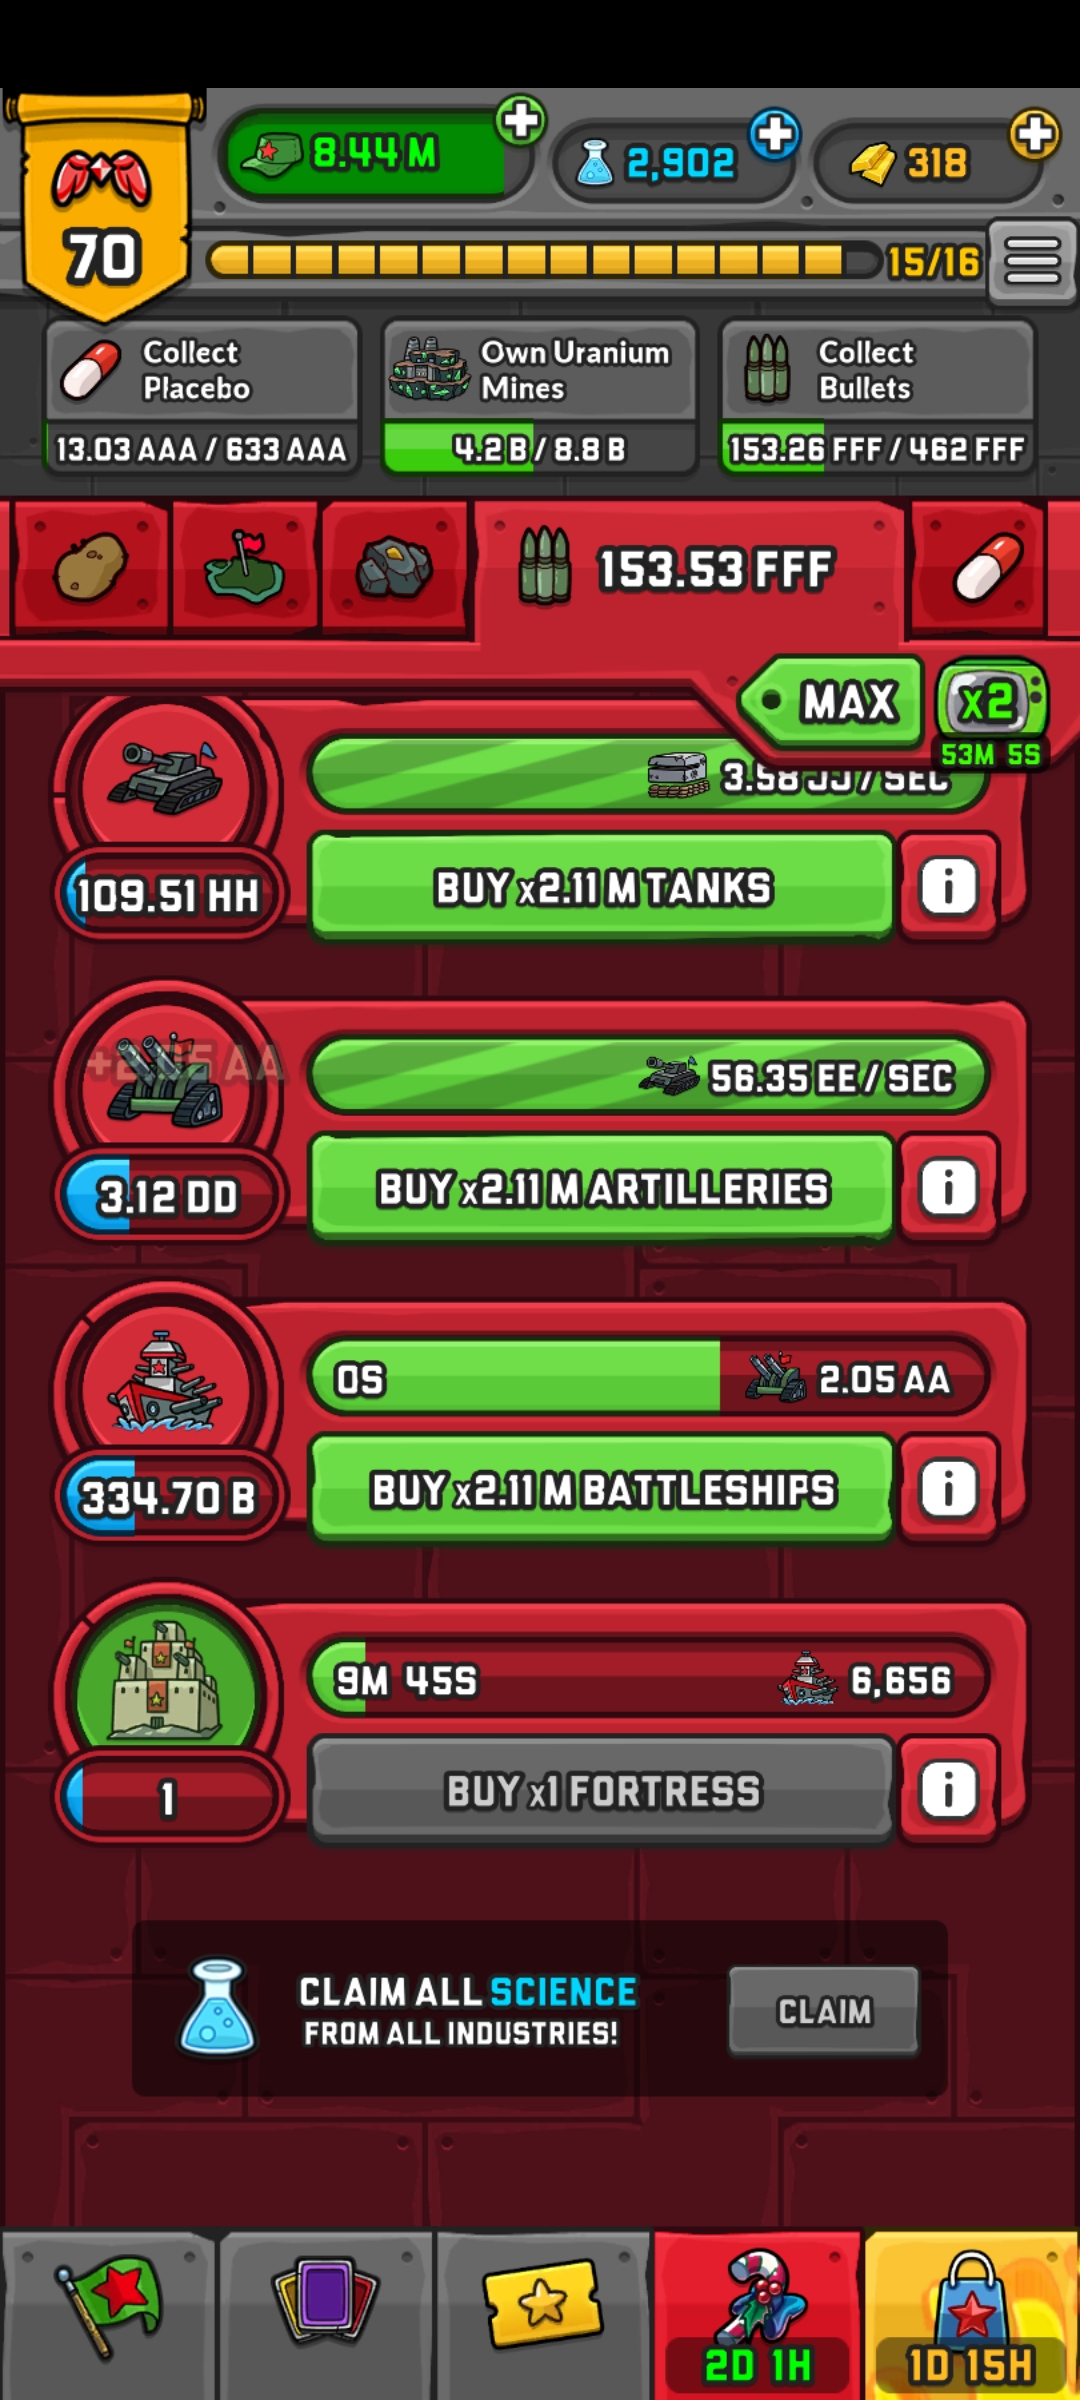 8.44 M
2,902
318
70
15/16
Collect
Placebo
13.03 AAA / 633 AAA
Own Uranium
Mines
4.2 B / 8.8 B
Collect
Bullets
153.26 FFF / 462 FFF
153.53 FFF
MAX
x2
53M 5S
3.58 JJ / SEC
109.51 HH
BUY x2.11 M TANKS
i
+2.05 AA
56.35 EE / SEC
3.12 DD
BUY x2.11 M ARTILLERIES
i
0S
2.05 AA
334.70 B
BUY x2.11 M BATTLESHIPS
i
9M 45S
6,656
1
BUY x1 FORTRESS
i
CLAIM ALL SCIENCE
FROM ALL INDUSTRIES!
CLAIM
2D 1H
1D 15H